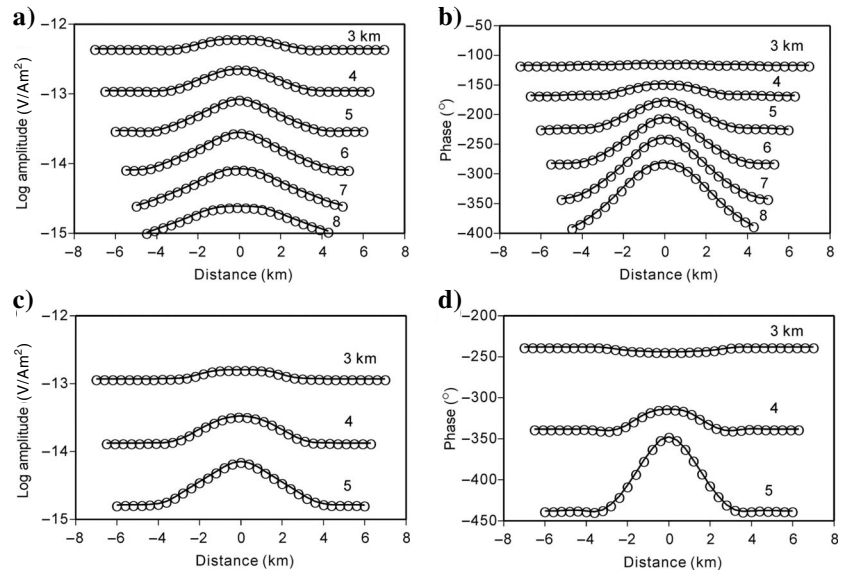 a)
−12
−13
−14
−15
Log amplitude (V/Am²)
3 km
4
5
6
7
8
−8 −6 −4 −2 0 2 4 6 8
Distance (km)
b)
−50
−100
−150
−200
−250
−300
−350
−400
Phase (°)
3 km
4
5
6
7
8
−8 −6 −4 −2 0 2 4 6 8
Distance (km)
c)
−12
−13
−14
−15
Log amplitude (V/Am²)
3 km
4
5
−8 −6 −4 −2 0 2 4 6 8
Distance (km)
d)
−200
−250
−300
−350
−400
−450
Phase (°)
3 km
4
5
−8 −6 −4 −2 0 2 4 6 8
Distance (km)